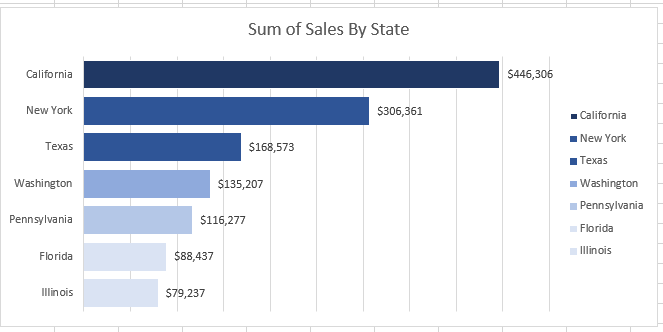 Sum of Sales By State
California
$446,306
New York
$306,361
Texas
$168,573
Washington
$135,207
Pennsylvania
$116,277
Florida
$88,437
Illinois
$79,237
California
New York
Texas
Washington
Pennsylvania
Florida
Illinois